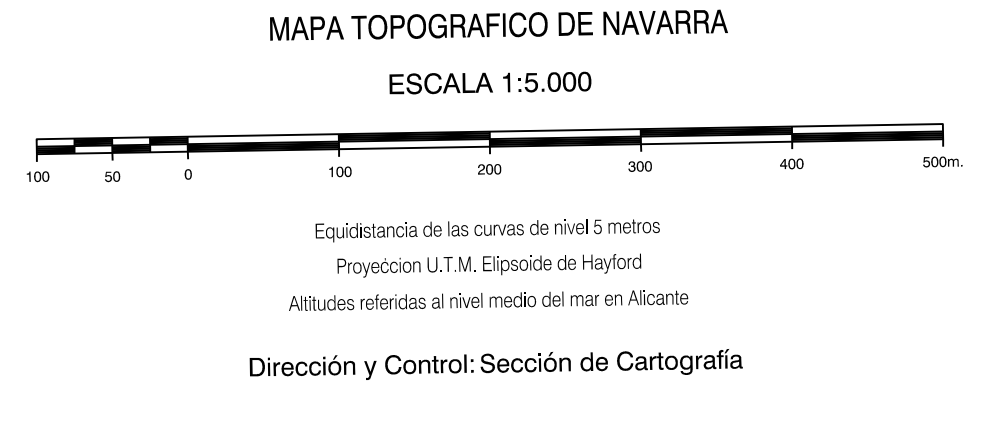 MAPA TOPOGRAFICO DE NAVARRA
ESCALA 1:5.000
100 50 0 100 200 300 400 500m.
Equidistancia de las curvas de nivel 5 metros
Proyeccion U.T.M. Elipsoide de Hayford
Altitudes referidas al nivel medio del mar en Alicante
Dirección y Control: Sección de Cartografía